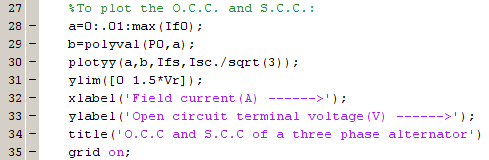 27 %To plot the O.C.C. and S.C.C.:
28 - a=0:.01:max(If0);
29 - b=polyval(P0,a);
30 - plotyy(a,b,Ifs,Isc./sqrt(3));
31 - ylim([0 1.5*Vr]);
32 - xlabel('Field current(A) ------>');
33 - ylabel('Open circuit terminal voltage(V) ------>');
34 - title('O.C.C and S.C.C of a three phase alternator')
35 - grid on;